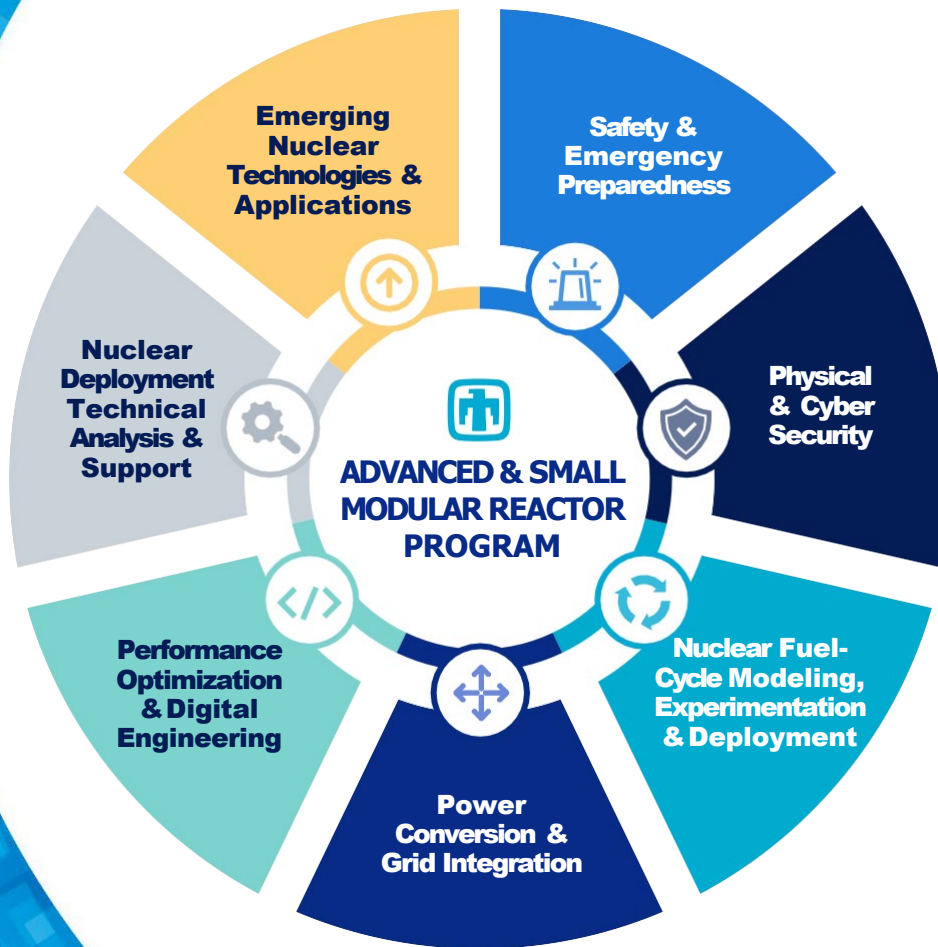 Emerging
Nuclear
Technologies &
Applications
Safety &
Emergency
Preparedness
Physical
& Cyber
Security
Nuclear Fuel-
Cycle Modeling,
Experimentation
& Deployment
Power
Conversion &
Grid Integration
Performance
Optimization
& Digital
Engineering
Nuclear
Deployment
Technical
Analysis &
Support
ADVANCED & SMALL
MODULAR REACTOR
PROGRAM